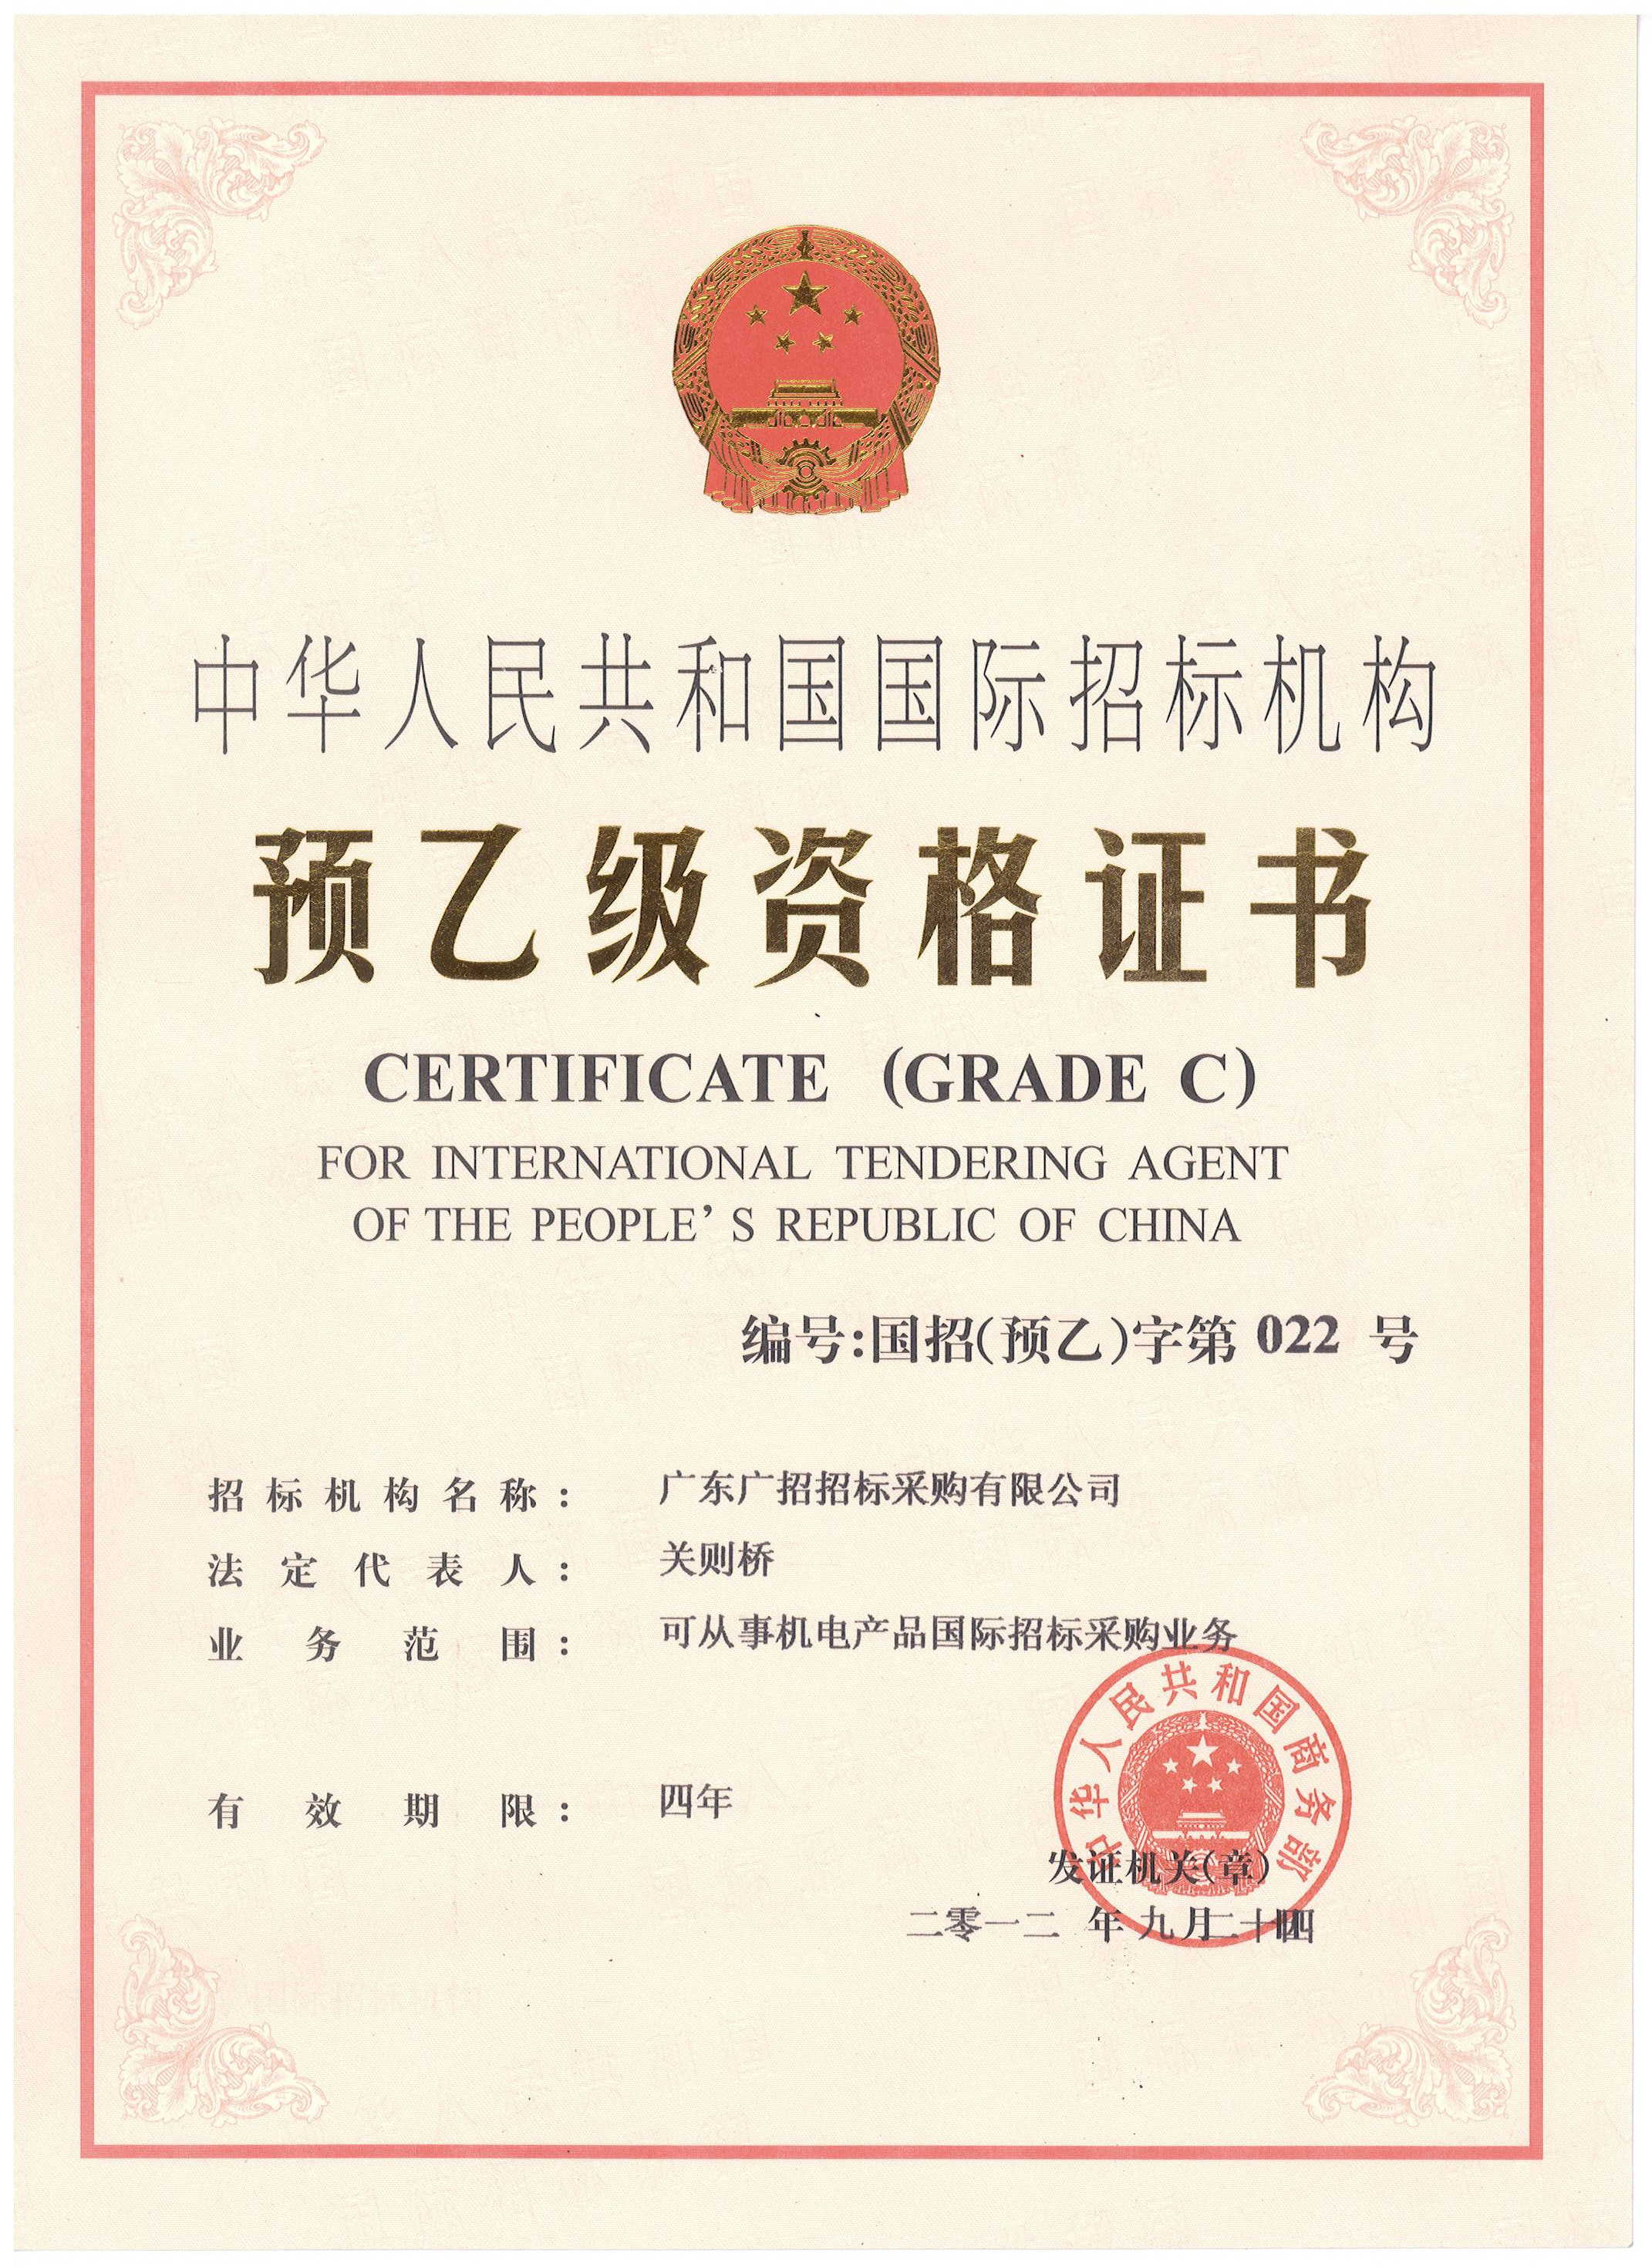 中华人民共和国国际招标机构
预乙级资格证书
CERTIFICATE (GRADE C)
FOR INTERNATIONAL TENDERING AGENT
OF THE PEOPLE'S REPUBLIC OF CHINA
编号:国招(预乙)字第 022 号
招标机构名称: 广东广招招标采购有限公司
法定代表人: 关则桥
业务范围: 可从事机电产品国际招标采购业务
有效期限: 四年
中华人民共和国商务部
发证机关(章)
二零一二 年 九 月 二十四